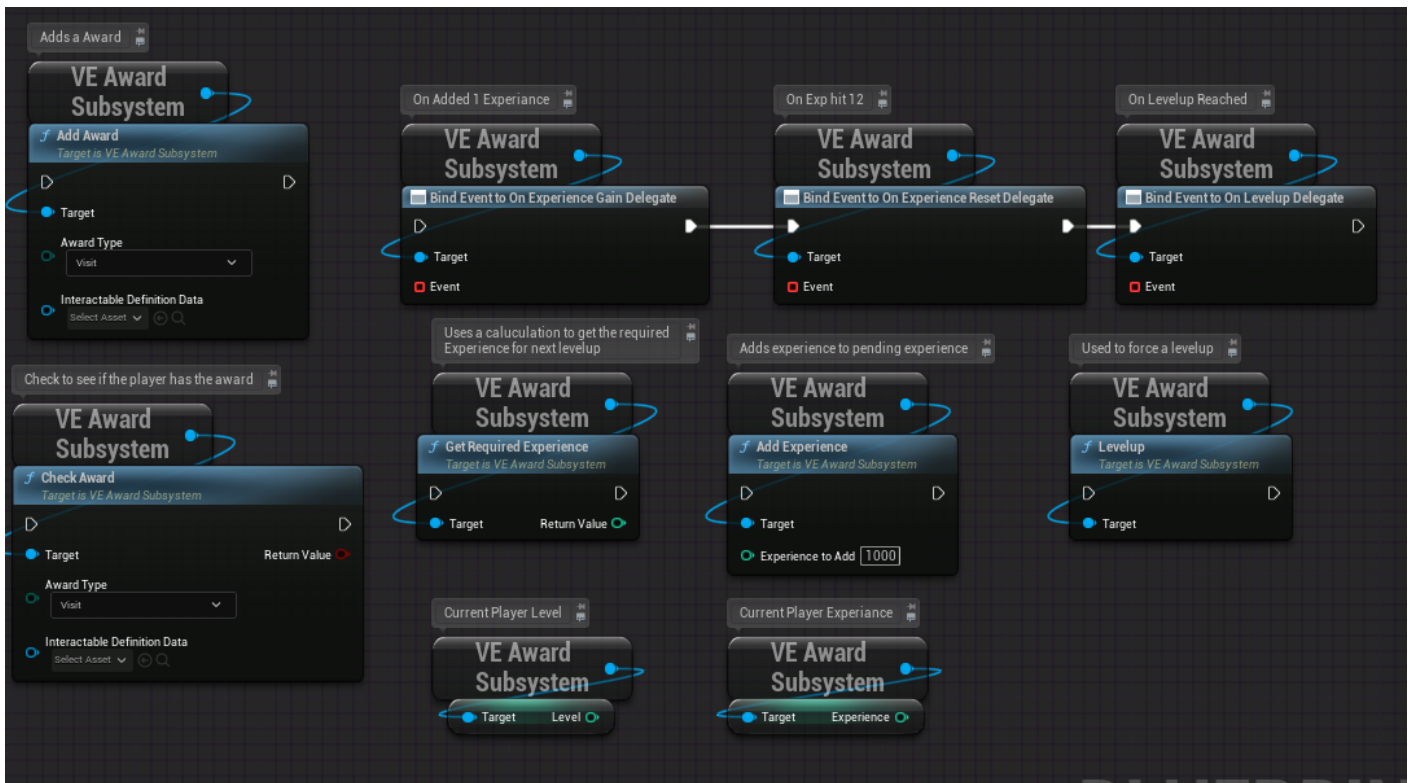 Adds a Award
VE Award
Subsystem
Add Award
Target is VE Award Subsystem
Target
Award Type
Visit
Interactable Definition Data
Select Asset
Check to see if the player has the award
VE Award
Subsystem
Check Award
Target is VE Award Subsystem
Target
Return Value
Award Type
Visit
Interactable Definition Data
Select Asset
On Added 1 Experiance
VE Award
Subsystem
Bind Event to On Experience Gain Delegate
Target
Event
On Exp hit 12
VE Award
Subsystem
Bind Event to On Experience Reset Delegate
Target
Event
On Levelup Reached
VE Award
Subsystem
Bind Event to On Levelup Delegate
Target
Event
Uses a caluculation to get the required
Experience for next levelup
VE Award
Subsystem
Get Required Experience
Target is VE Award Subsystem
Target
Return Value
Adds experience to pending experience
VE Award
Subsystem
Add Experience
Target is VE Award Subsystem
Target
Experience to Add 1000
Used to force a levelup
VE Award
Subsystem
Levelup
Target is VE Award Subsystem
Target
Current Player Level
VE Award
Subsystem
Target Level
Current Player Experiance
VE Award
Subsystem
Target Experience